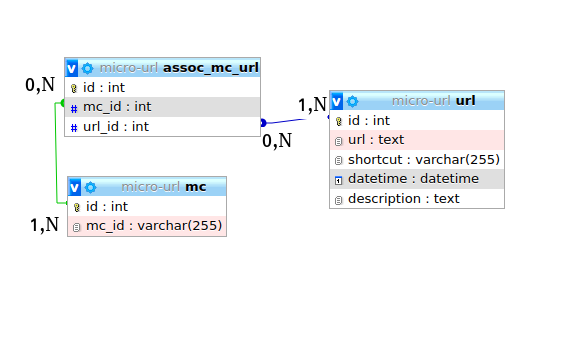 micro-url assoc_mc_url
0,N
id : int
mc_id : int
url_id : int
0,N
1,N
micro-url url
id : int
url : text
shortcut : varchar(255)
datetime : datetime
description : text
micro-url mc
id : int
mc_id : varchar(255)
1,N